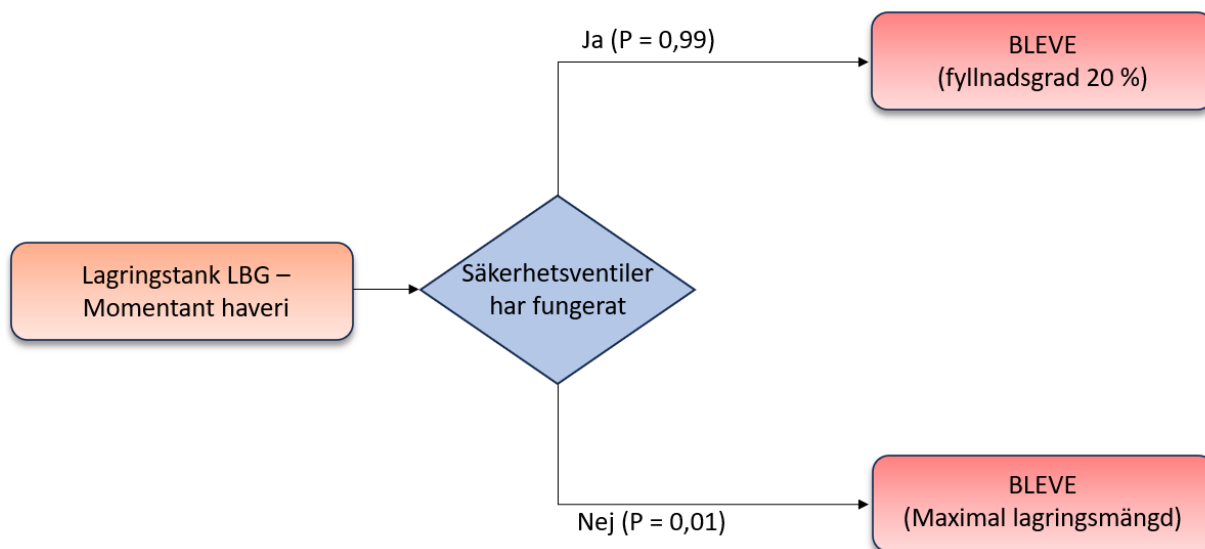 Ja (P = 0,99)
BLEVE
(fyllnadsgrad 20 %)
Lagringstank LBG –
Momentant haveri
Säkerhetsventiler
har fungerat
Nej (P = 0,01)
BLEVE
(Maximal lagringsmängd)